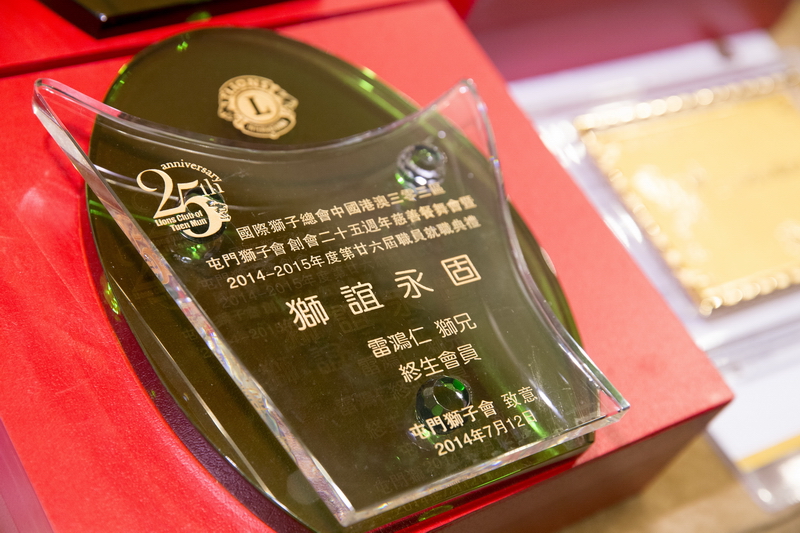 LIONS
L
anniversary
25th
Lions Club of
Tuen Mun
國際獅子總會中國港澳三零三區
屯門獅子會創會二十五週年慈善餐舞會暨
2014-2015年度第廿六屆職員就職典禮
獅誼永固
雷鴻仁 獅兄
終生會員
屯門獅子會 致意
2014年7月12日